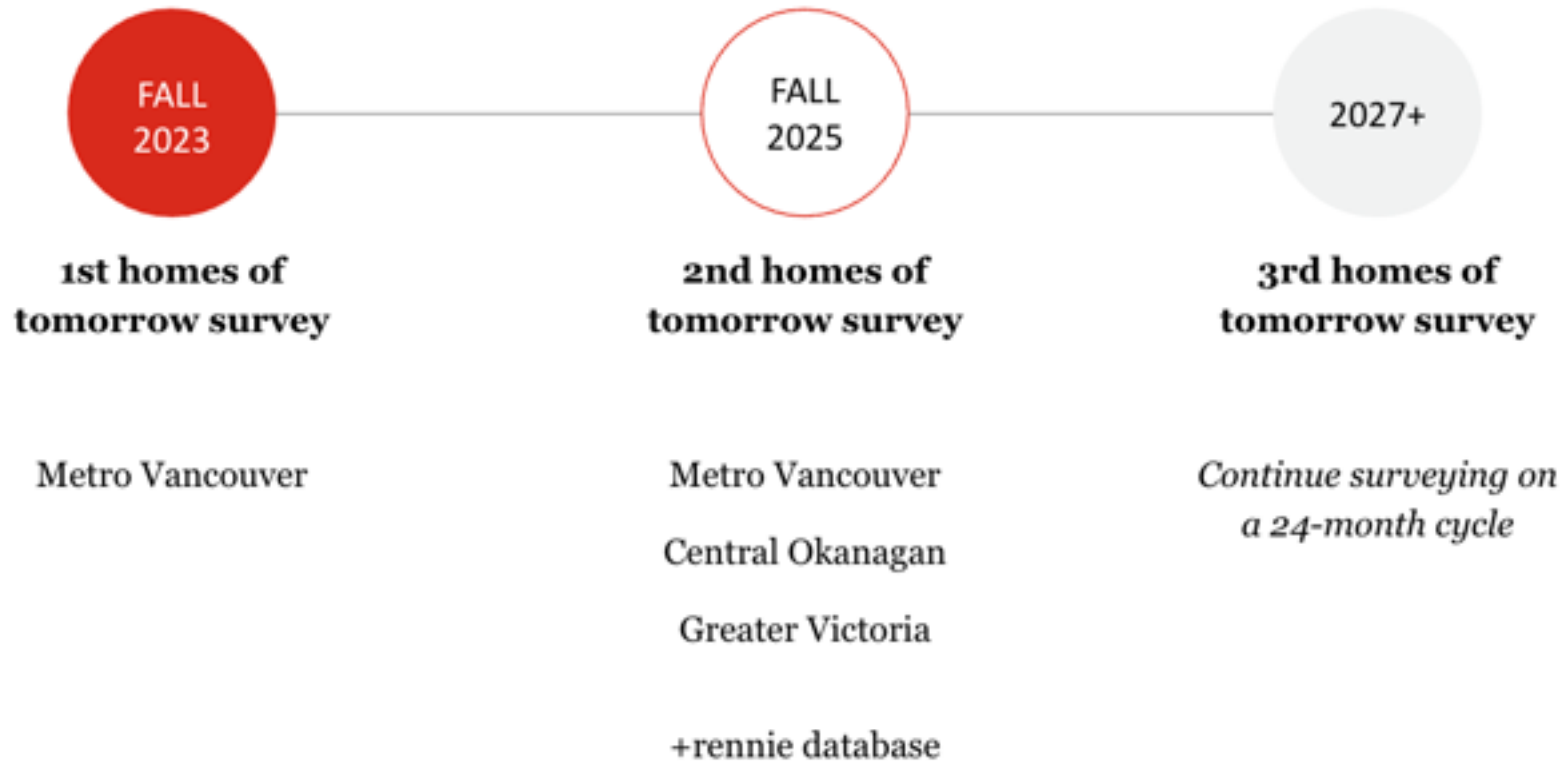 FALL
2023
1st homes of
tomorrow survey
Metro Vancouver
FALL
2025
2nd homes of
tomorrow survey
Metro Vancouver
Central Okanagan
Greater Victoria
+rennie database
2027+
3rd homes of
tomorrow survey
Continue surveying on
a 24-month cycle